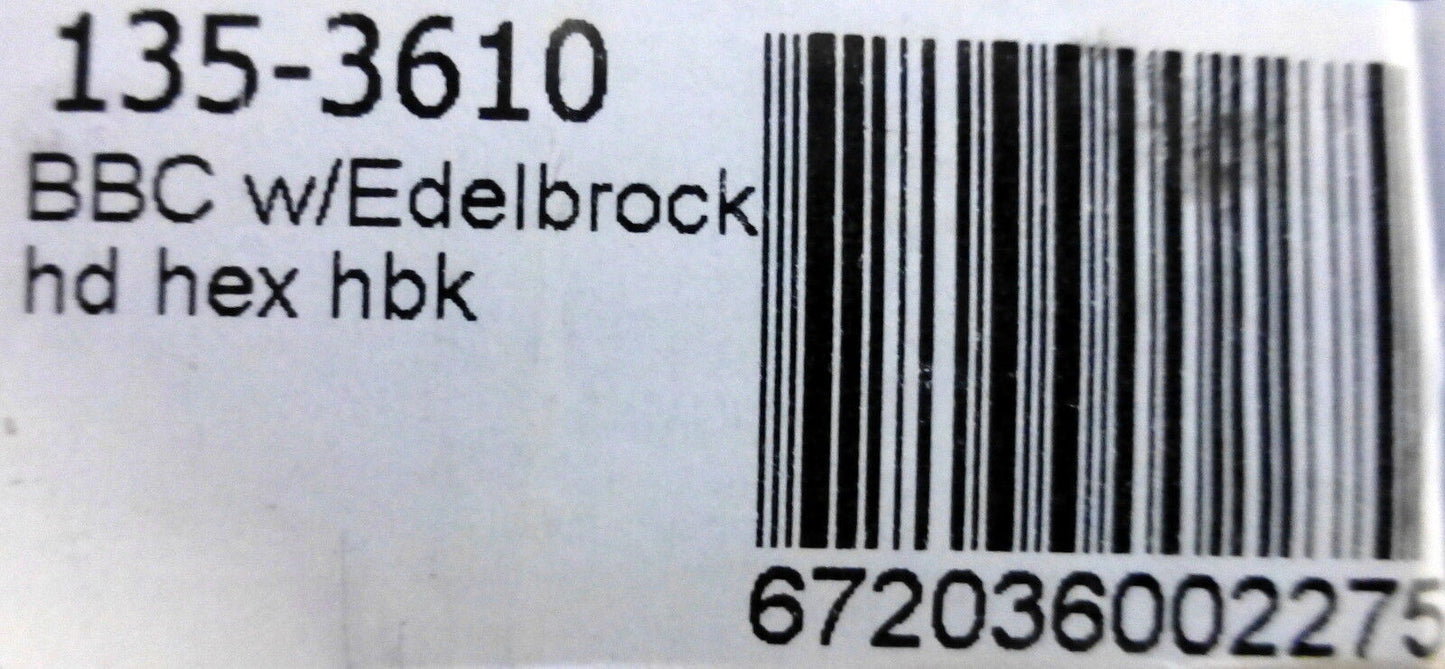 135-3610
BBC w/Edelbrock
hd hex hbk
672036002275